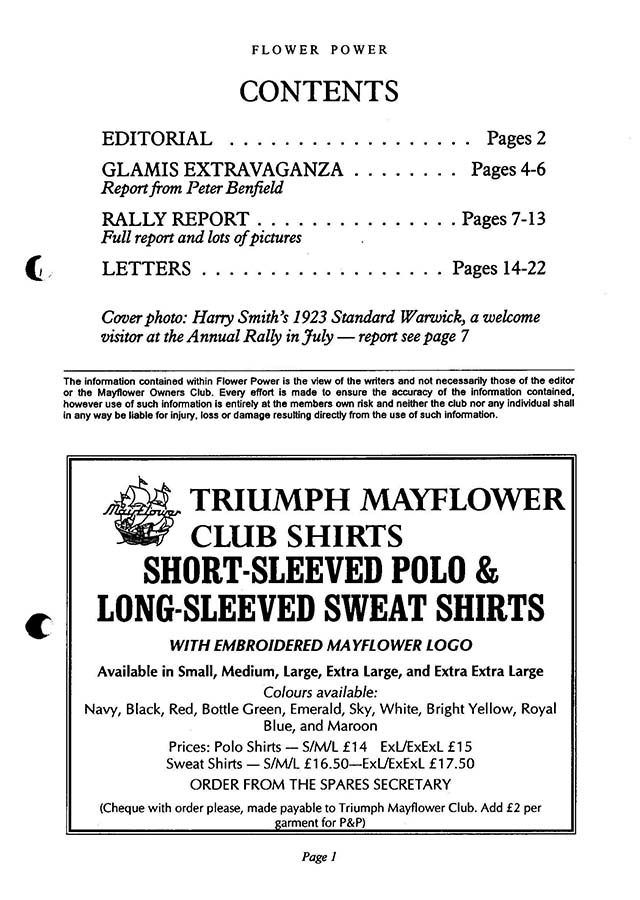 FLOWER POWER
CONTENTS
EDITORIAL . . . . . . . . . . . . . . . . . . Pages 2
GLAMIS EXTRAVAGANZA . . . . . . . . Pages 4-6
Report from Peter Benfield
RALLY REPORT . . . . . . . . . . . . . . . Pages 7-13
Full report and lots of pictures
LETTERS . . . . . . . . . . . . . . . . . . Pages 14-22
Cover photo: Harry Smith's 1923 Standard Warwick, a welcome
visitor at the Annual Rally in July — report see page 7
The information contained within Flower Power is the view of the writers and not necessarily those of the editor
or the Mayflower Owners Club. Every effort is made to ensure the accuracy of the information contained,
however use of such information is entirely at the members own risk and neither the club nor any individual shall
in any way be liable for injury, loss or damage resulting directly from the use of such information.
Mayflower
TRIUMPH MAYFLOWER
CLUB SHIRTS
SHORT-SLEEVED POLO &
LONG-SLEEVED SWEAT SHIRTS
WITH EMBROIDERED MAYFLOWER LOGO
Available in Small, Medium, Large, Extra Large, and Extra Extra Large
Colours available:
Navy, Black, Red, Bottle Green, Emerald, Sky, White, Bright Yellow, Royal
Blue, and Maroon
Prices: Polo Shirts — S/M/L £14 ExL/ExExL £15
Sweat Shirts — S/M/L £16.50—ExL/ExExL £17.50
ORDER FROM THE SPARES SECRETARY
(Cheque with order please, made payable to Triumph Mayflower Club. Add £2 per
garment for P&P)
Page 1